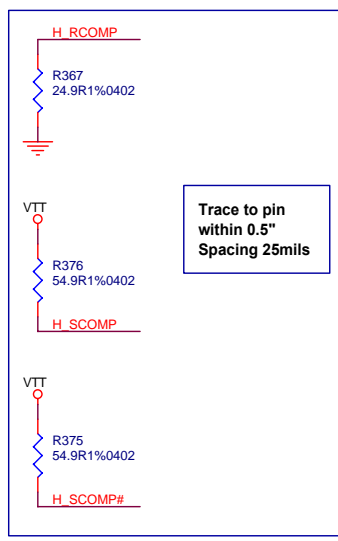 H_RCOMP
R367
24.9R1%0402
VTT
Trace to pin
within 0.5"
Spacing 25mils
R376
54.9R1%0402
H_SCOMP
VTT
R375
54.9R1%0402
H_SCOMP#